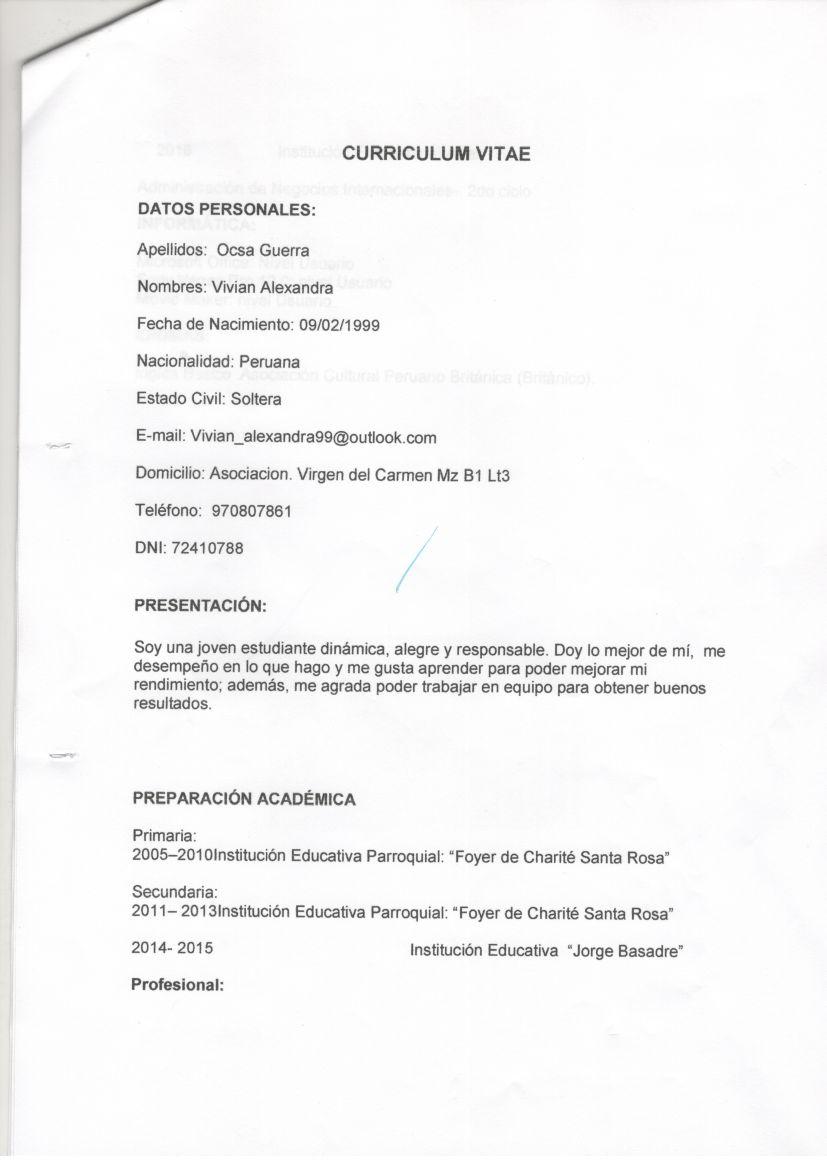 CURRICULUM VITAE
DATOS PERSONALES:
Apellidos:  Ocsa Guerra
Nombres: Vivian Alexandra
Fecha de Nacimiento: 09/02/1999
Nacionalidad: Peruana
Estado Civil: Soltera
E-mail: Vivian_alexandra99@outlook.com
Domicilio: Asociacion. Virgen del Carmen Mz B1 Lt3
Teléfono:  970807861
DNI: 72410788
PRESENTACIÓN:
Soy una joven estudiante dinámica, alegre y responsable. Doy lo mejor de mí,  me
desempeño en lo que hago y me gusta aprender para poder mejorar mi
rendimiento; además, me agrada poder trabajar en equipo para obtener buenos
resultados.
PREPARACIÓN ACADÉMICA
Primaria:
2005–2010Institución Educativa Parroquial: “Foyer de Charité Santa Rosa”
Secundaria:
2011– 2013Institución Educativa Parroquial: “Foyer de Charité Santa Rosa”
2014- 2015 Institución Educativa  “Jorge Basadre”
Profesional: